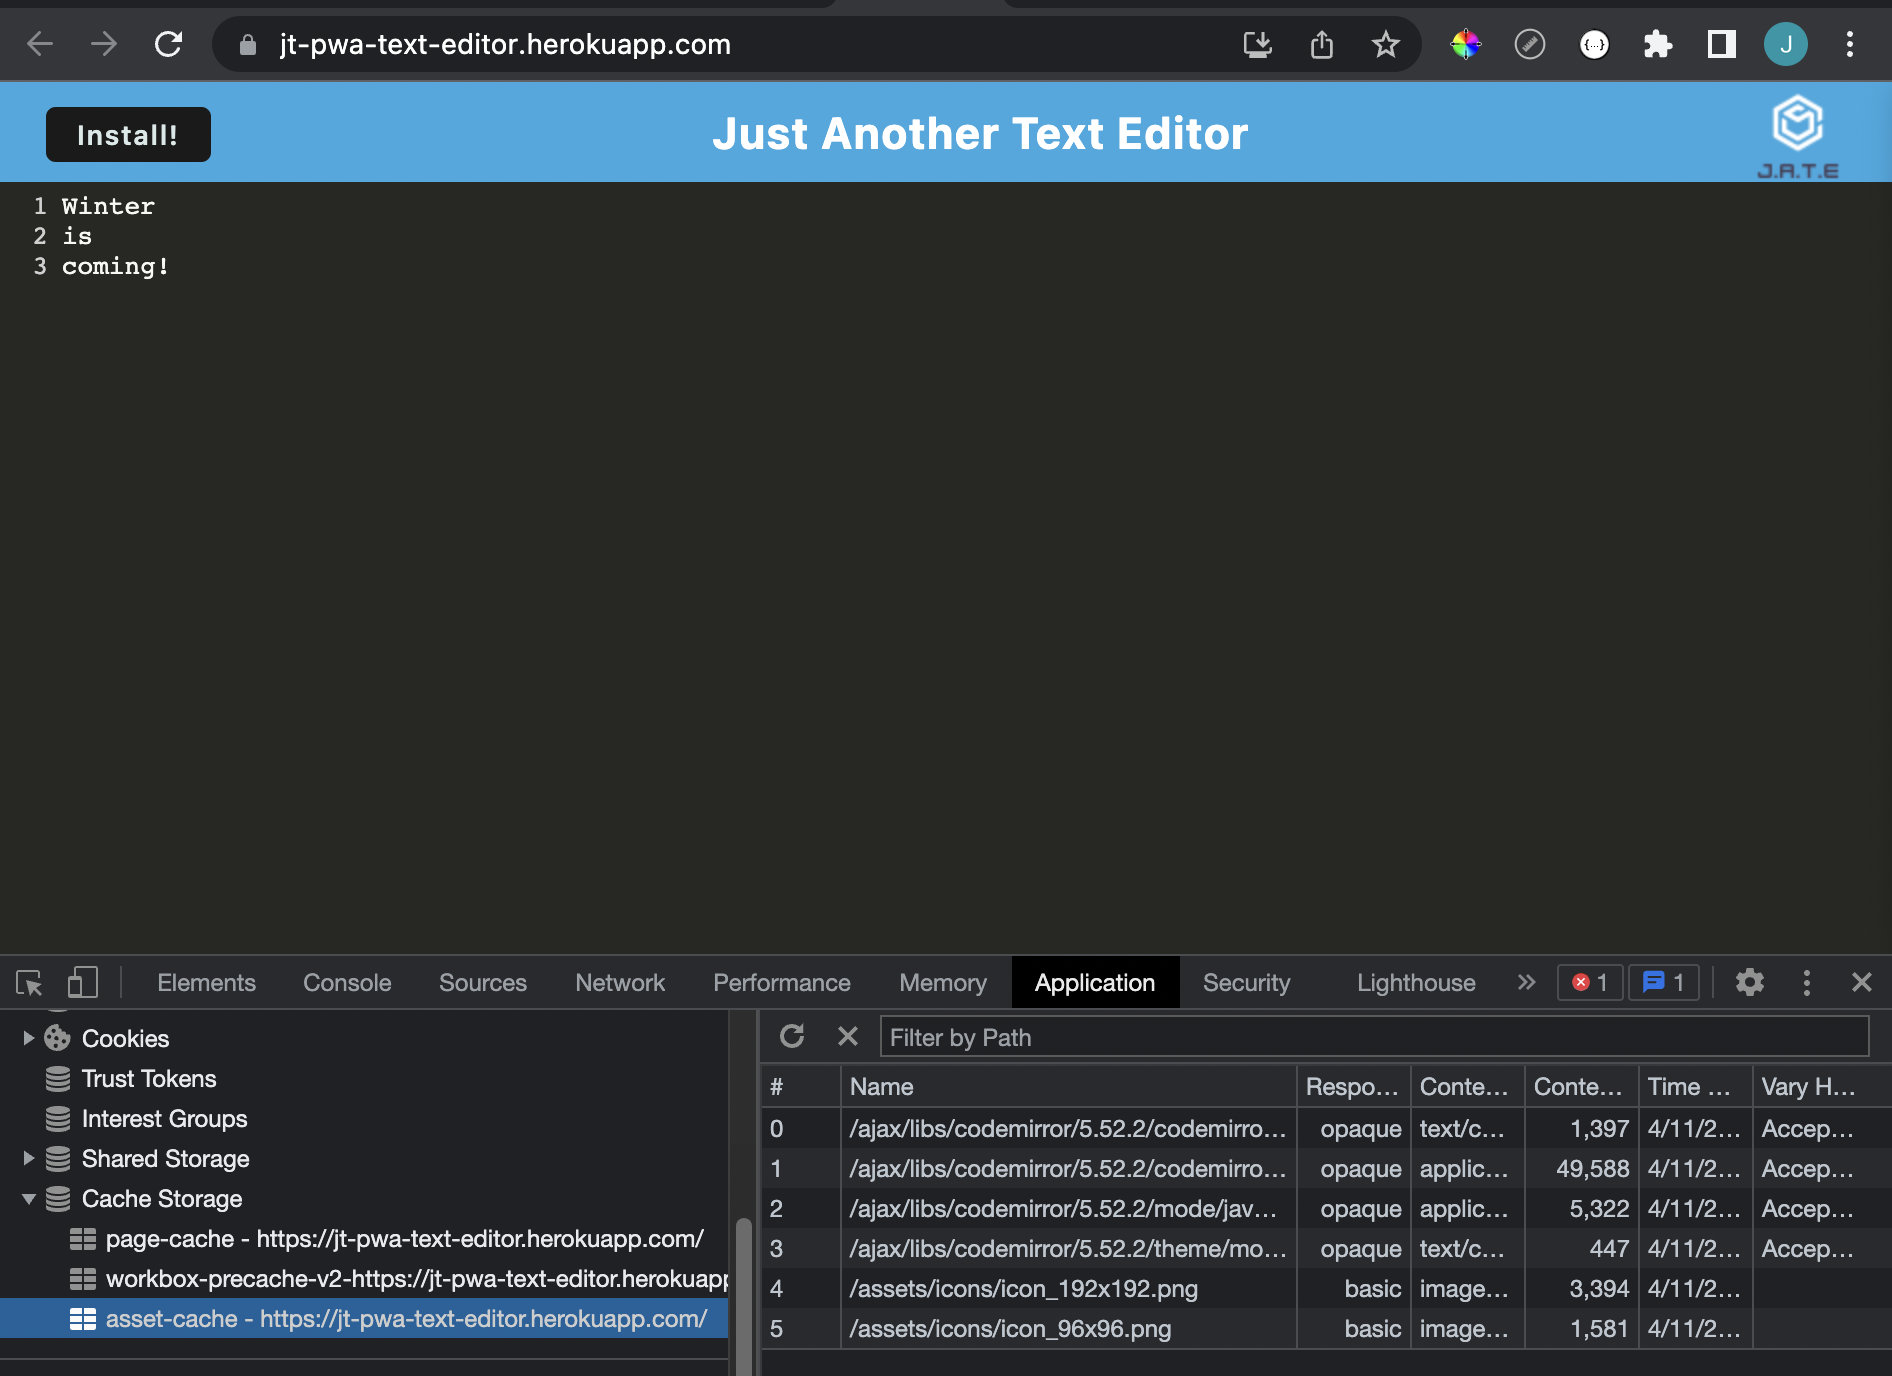 jt-pwa-text-editor.herokuapp.com
J
Install!
Just Another Text Editor
J.A.T.E
1 Winter
2 is
3 coming!
Elements Console Sources Network Performance Memory Application Security Lighthouse 1 1
Cookies
Trust Tokens
Interest Groups
Shared Storage
Cache Storage
page-cache - https://jt-pwa-text-editor.herokuapp.com/
workbox-precache-v2-https://jt-pwa-text-editor.herokuapp
asset-cache - https://jt-pwa-text-editor.herokuapp.com/
Filter by Path
# Name Respo... Conte... Conte... Time ... Vary H...
0 /ajax/libs/codemirror/5.52.2/codemirro... opaque text/c... 1,397 4/11/2... Accep...
1 /ajax/libs/codemirror/5.52.2/codemirro... opaque applic... 49,588 4/11/2... Accep...
2 /ajax/libs/codemirror/5.52.2/mode/jav... opaque applic... 5,322 4/11/2... Accep...
3 /ajax/libs/codemirror/5.52.2/theme/mo... opaque text/c... 447 4/11/2... Accep...
4 /assets/icons/icon_192x192.png basic image... 3,394 4/11/2...
5 /assets/icons/icon_96x96.png basic image... 1,581 4/11/2...